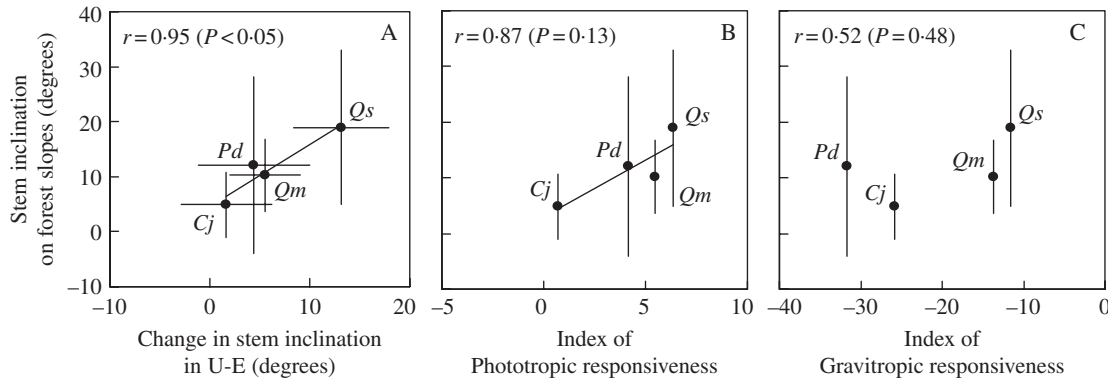 Stem inclination
on forest slopes (degrees)
40
30
20
10
0
–10
r = 0·95 (P < 0·05)
A
Qs
Pd
Qm
Cj
0
10
20
Change in stem inclination
in U-E (degrees)
r = 0·87 (P = 0·13)
B
Qs
Pd
Cj
Qm
–5
0
5
10
Index of
Phototropic responsiveness
r = 0·52 (P = 0·48)
C
Qs
Pd
Qm
Cj
–40
–30
–20
–10
0
Index of
Gravitropic responsiveness